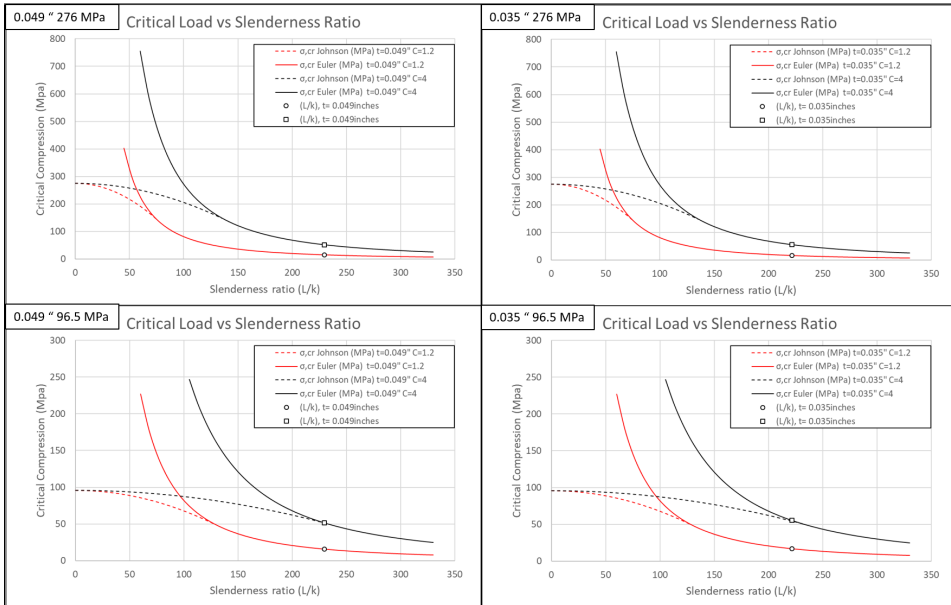 0.049 “ 276 MPa
Critical Load vs Slenderness Ratio
σ,cr Johnson (MPa) t=0.049" C=1.2
σ,cr Euler (MPa) t=0.049" C=1.2
σ,cr Johnson (MPa) t=0.049" C=4
σ,cr Euler (MPa) t=0.049" C=4
(L/k), t= 0.049inches
(L/k), t= 0.049inches
Critical Compression (Mpa)
800
700
600
500
400
300
200
100
0
0 50 100 150 200 250 300 350
Slenderness ratio (L/k)
0.035 “ 276 MPa
Critical Load vs Slenderness Ratio
σ,cr Johnson (MPa) t=0.035" C=1.2
σ,cr Euler (MPa) t=0.035" C=1.2
σ,cr Johnson (MPa) t=0.035" C=4
σ,cr Euler (MPa) t=0.035" C=4
(L/k), t= 0.035inches
(L/k), t= 0.035inches
Critical Compression (Mpa)
800
700
600
500
400
300
200
100
0
0 50 100 150 200 250 300 350
Slenderness ratio (L/k)
0.049 “ 96.5 MPa
Critical Load vs Slenderness Ratio
σ,cr Johnson (MPa) t=0.049" C=1.2
σ,cr Euler (MPa) t=0.049" C=1.2
σ,cr Johnson (MPa) t=0.049" C=4
σ,cr Euler (MPa) t=0.049" C=4
(L/k), t= 0.049inches
(L/k), t= 0.049inches
Critical Compression (Mpa)
300
250
200
150
100
50
0
0 50 100 150 200 250 300 350
Slenderness ratio (L/k)
0.035 “ 96.5 MPa
Critical Load vs Slenderness Ratio
σ,cr Johnson (MPa) t=0.035" C=1.2
σ,cr Euler (MPa) t=0.035" C=1.2
σ,cr Johnson (MPa) t=0.035" C=4
σ,cr Euler (MPa) t=0.035" C=4
(L/k), t= 0.035inches
(L/k), t= 0.035inches
Critical Compression (Mpa)
300
250
200
150
100
50
0
0 50 100 150 200 250 300 350
Slenderness ratio (L/k)